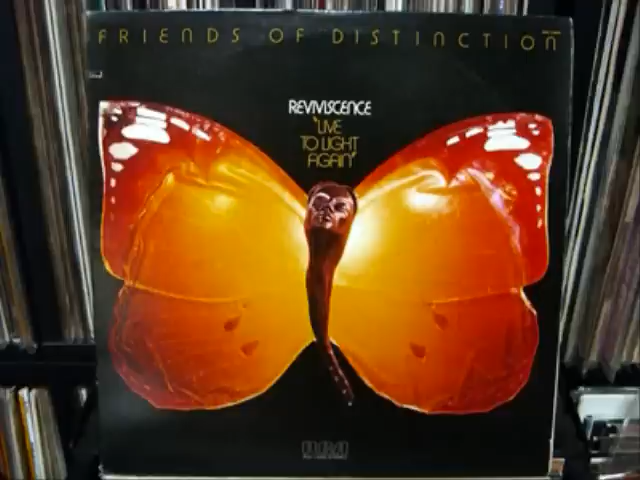 FRIENDS OF DISTINCTION
REVIVISCENCE
"LIVE
TO LIGHT
AGAIN"
RCA